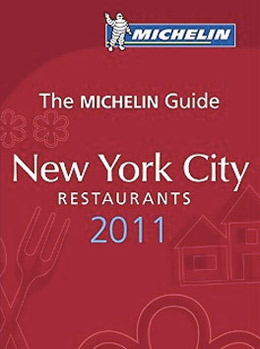 MICHELIN
The MICHELIN Guide
New York City
RESTAURANTS
2011